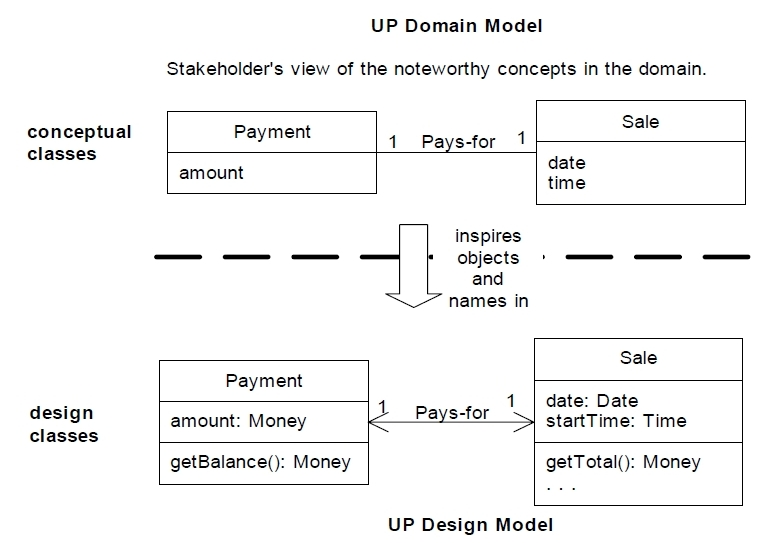 UP Domain Model
Stakeholder's view of the noteworthy concepts in the domain.
conceptual
classes
Payment
amount
1 Pays-for 1
Sale
date
time
inspires
objects
and
names in
design
classes
Payment
amount: Money
getBalance(): Money
1 Pays-for 1
Sale
date: Date
startTime: Time
getTotal(): Money
. . .
UP Design Model